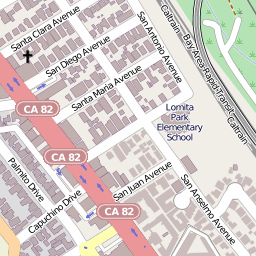 Santa Clara Avenue
San Diego Avenue
Santa Maria Avenue
San Antonio Avenue
Caltrain
Bay Area Rapid Transit
Caltrain
CA 82
Lomita
Park
Elementary
School
CA 82
Palmito Drive
Capuchino Drive
San Juan Avenue
San Anselmo Avenue
CA 82